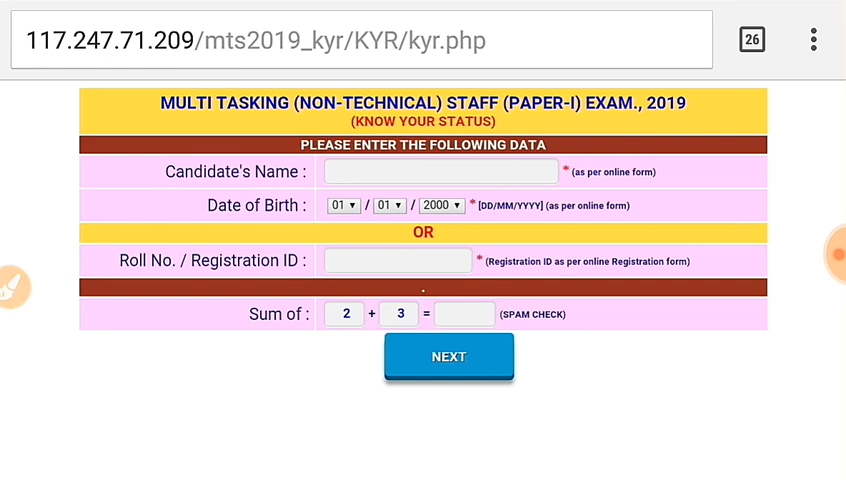 117.247.71.209/mts2019_kyr/KYR/kyr.php 26
MULTI TASKING (NON-TECHNICAL) STAFF (PAPER-I) EXAM., 2019
(KNOW YOUR STATUS)
PLEASE ENTER THE FOLLOWING DATA
Candidate's Name : * (as per online form)
Date of Birth : 01 / 01 / 2000 * [DD/MM/YYYY] (as per online form)
OR
Roll No. / Registration ID : * (Registration ID as per online Registration form)
.
Sum of : 2 + 3 = (SPAM CHECK)
NEXT